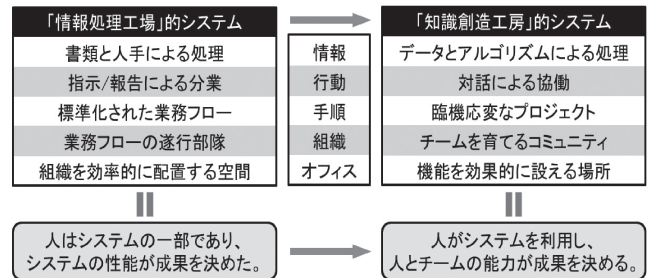 「情報処理工場」的システム
「知識創造工房」的システム
書類と人手による処理
情報
データとアルゴリズムによる処理
指示/報告による分業
行動
対話による協働
標準化された業務フロー
手順
臨機応変なプロジェクト
業務フローの遂行部隊
組織
チームを育てるコミュニティ
組織を効率的に配置する空間
オフィス
機能を効果的に設える場所
人はシステムの一部であり、
システムの性能が成果を決めた。
人がシステムを利用し、
人とチームの能力が成果を決める。